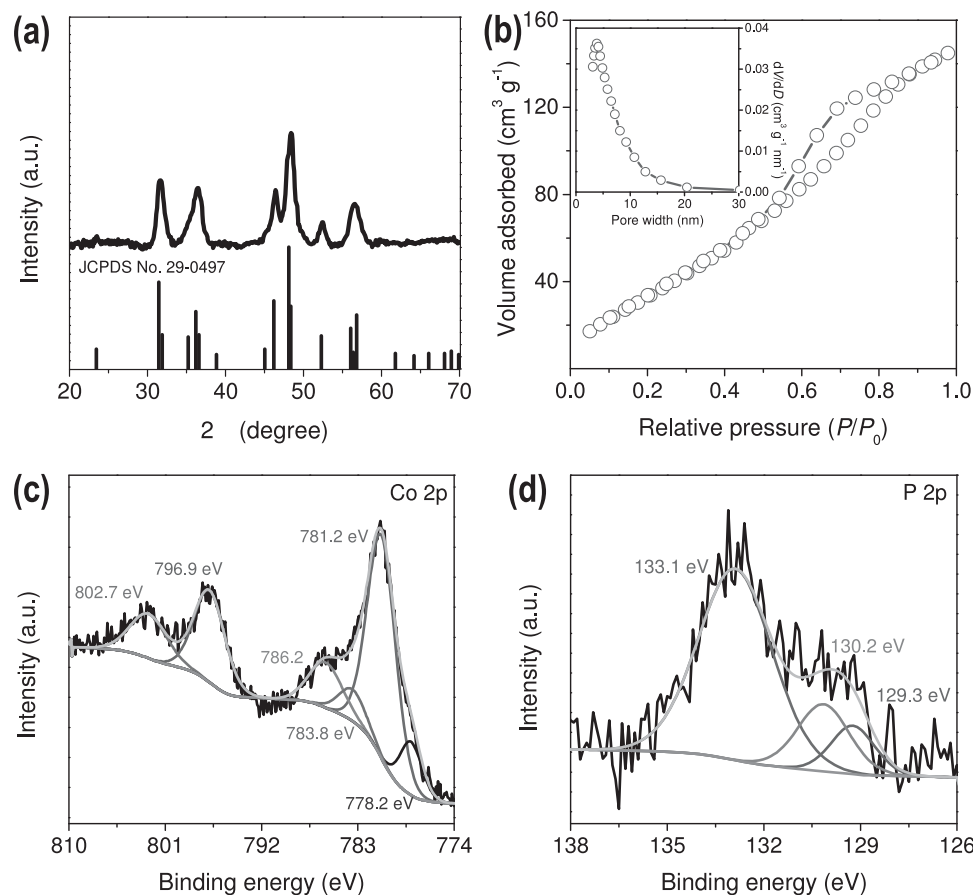 (a)
Intensity (a.u.)
JCPDS No. 29-0497
20 30 40 50 60 70
2 (degree)
(b)
Volume adsorbed (cm³ g⁻¹)
160
120
80
40
0.0 0.2 0.4 0.6 0.8 1.0
Relative pressure (P/P₀)
0.04
0.03
0.02
0.01
0.00
dV/dD (cm³ g⁻¹ nm⁻¹)
0 10 20 30
Pore width (nm)
(c)
Co 2p
Intensity (a.u.)
802.7 eV
796.9 eV
781.2 eV
786.2
783.8 eV
778.2 eV
810 801 792 783 774
Binding energy (eV)
(d)
P 2p
Intensity (a.u.)
133.1 eV
130.2 eV
129.3 eV
138 135 132 129 126
Binding energy (eV)